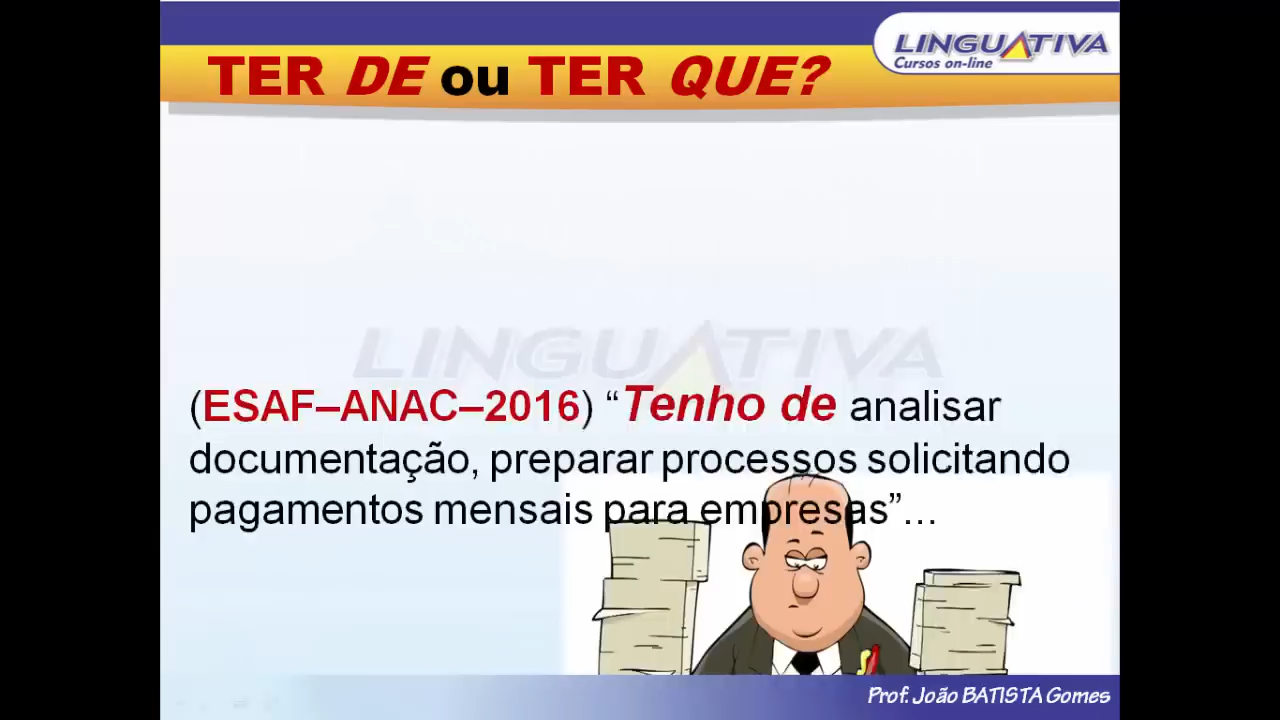 TER DE ou TER QUE?
LINGUATIVA
Cursos on-line
LINGUATIVA
(ESAF–ANAC–2016) “Tenho de analisar
documentação, preparar processos solicitando
pagamentos mensais para empresas”...
Prof. João BATISTA Gomes